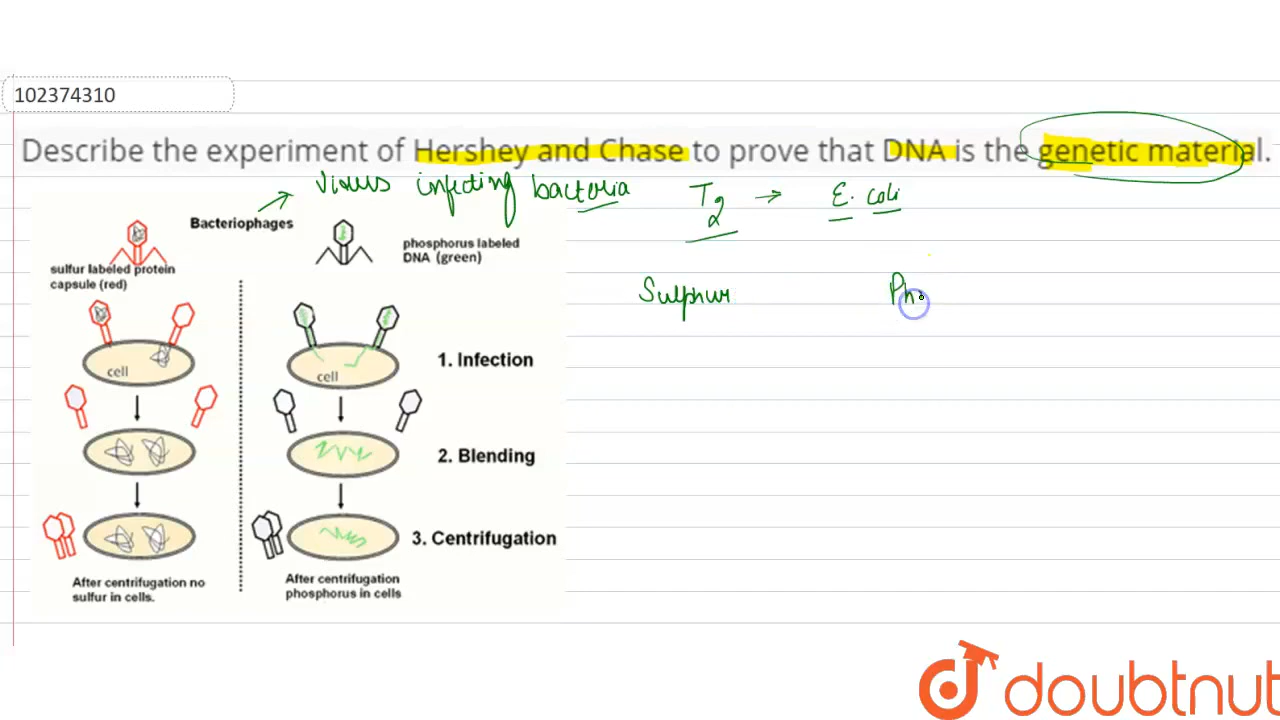 102374310
Describe the experiment of Hershey and Chase to prove that DNA is the genetic material.
Bacteriophages → virus infecting bacteria T2 → E. coli
sulfur labeled protein
capsule (red)
phosphorus labeled
DNA (green)
Sulphur Pho
cell
cell
1. Infection
2. Blending
3. Centrifugation
After centrifugation no
sulfur in cells.
After centrifugation
phosphorus in cells
doubtnut